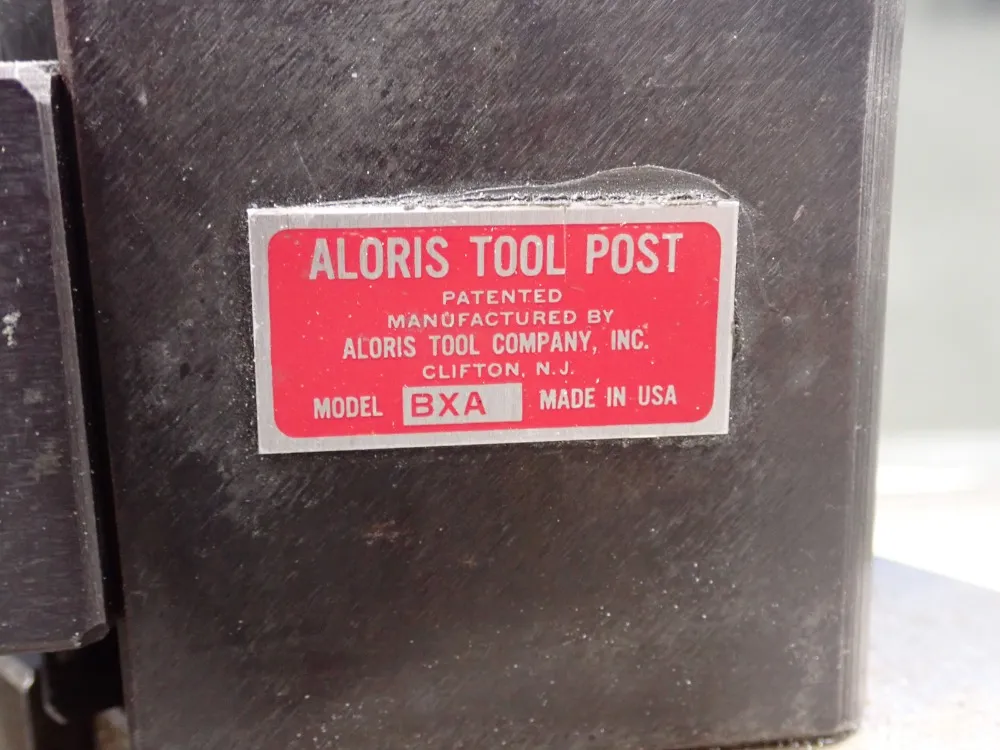 ALORIS TOOL POST
PATENTED
MANUFACTURED BY
ALORIS TOOL COMPANY, INC.
CLIFTON, N.J.
MODEL BXA MADE IN USA